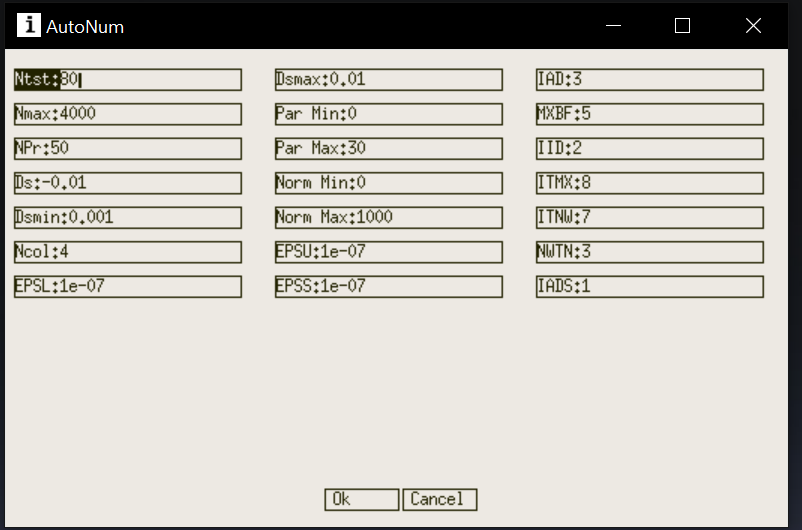 i AutoNum
Ntst:80 Dsmax:0.01 IAD:3
Nmax:4000 Par Min:0 MXBF:5
NPr:50 Par Max:30 IID:2
Ds:-0.01 Norm Min:0 ITMX:8
Dsmin:0.001 Norm Max:1000 ITNW:7
Ncol:4 EPSU:1e-07 NWTN:3
EPSL:1e-07 EPSS:1e-07 IADS:1
Ok Cancel